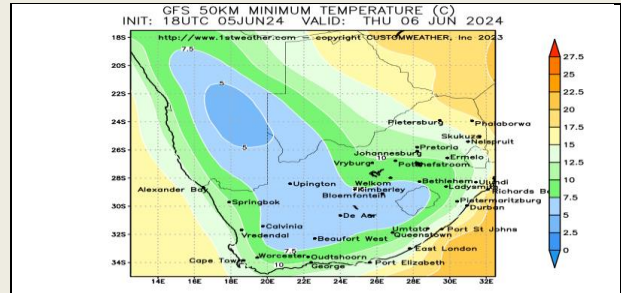 GFS 50KM MINIMUM TEMPERATURE (C)
INIT: 18UTC 05JUN24 VALID: THU 06 JUN 2024
http://www.1stweather.com — copyright CUSTOMWEATHER, Inc 2023
18S
7.5
20S
5
22S
24S
Pietersburg Phalaborwa
Skukuza
5 Nelspruit
26S Pretoria
Johannesburg
10 Ermelo
Vryburg Potchefstroom
28S Welkom Bethlehem Ulundi
Alexander Bay Upington Kimberley Ladysmith
Bloemfontein Richards Ba
30S Springbok Pietermaritzburg
De Aar Durban
Calvinia Umtata Port St Johns
32S Vredendal Queenstown
Beaufort West
7.5 East London
Worcester Oudtshoorn
34S Cape Town 10 George Port Elizabeth
14E 16E 18E 20E 22E 24E 26E 28E 30E 32E
27.5
25
22.5
20
17.5
15
12.5
10
7.5
5
2.5
0